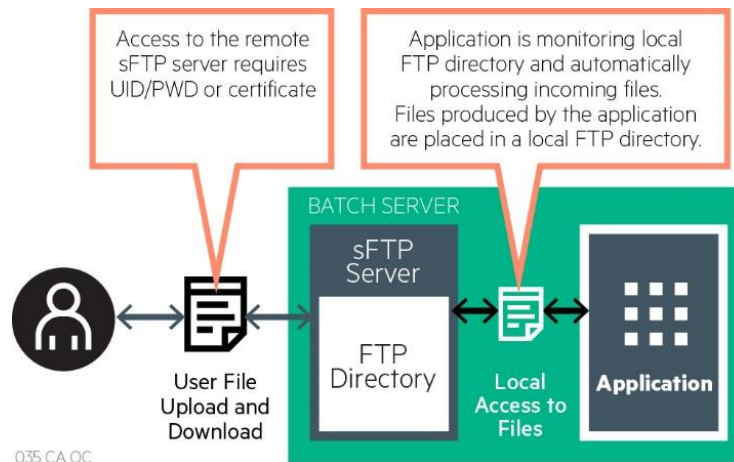 Access to the remote
sFTP server requires
UID/PWD or certificate
Application is monitoring local
FTP directory and automatically
processing incoming files.
Files produced by the application
are placed in a local FTP directory.
BATCH SERVER
sFTP
Server
FTP
Directory
User File
Upload and
Download
Local
Access to
Files
Application
035 CA QC